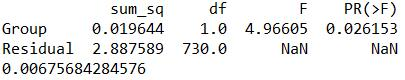 sum_sq df F PR(>F)
Group 0.019644 1.0 4.96605 0.026153
Residual 2.887589 730.0 NaN NaN
0.00675684284576